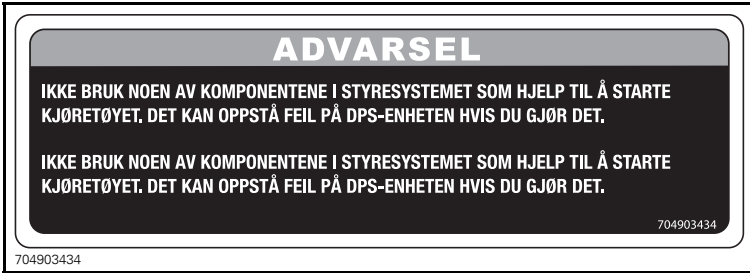 ADVARSEL
IKKE BRUK NOEN AV KOMPONENTENE I STYRESYSTEMET SOM HJELP TIL Å STARTE
KJØRETØYET. DET KAN OPPSTÅ FEIL PÅ DPS-ENHETEN HVIS DU GJØR DET.
IKKE BRUK NOEN AV KOMPONENTENE I STYRESYSTEMET SOM HJELP TIL Å STARTE
KJØRETØYET. DET KAN OPPSTÅ FEIL PÅ DPS-ENHETEN HVIS DU GJØR DET.
704903434
704903434